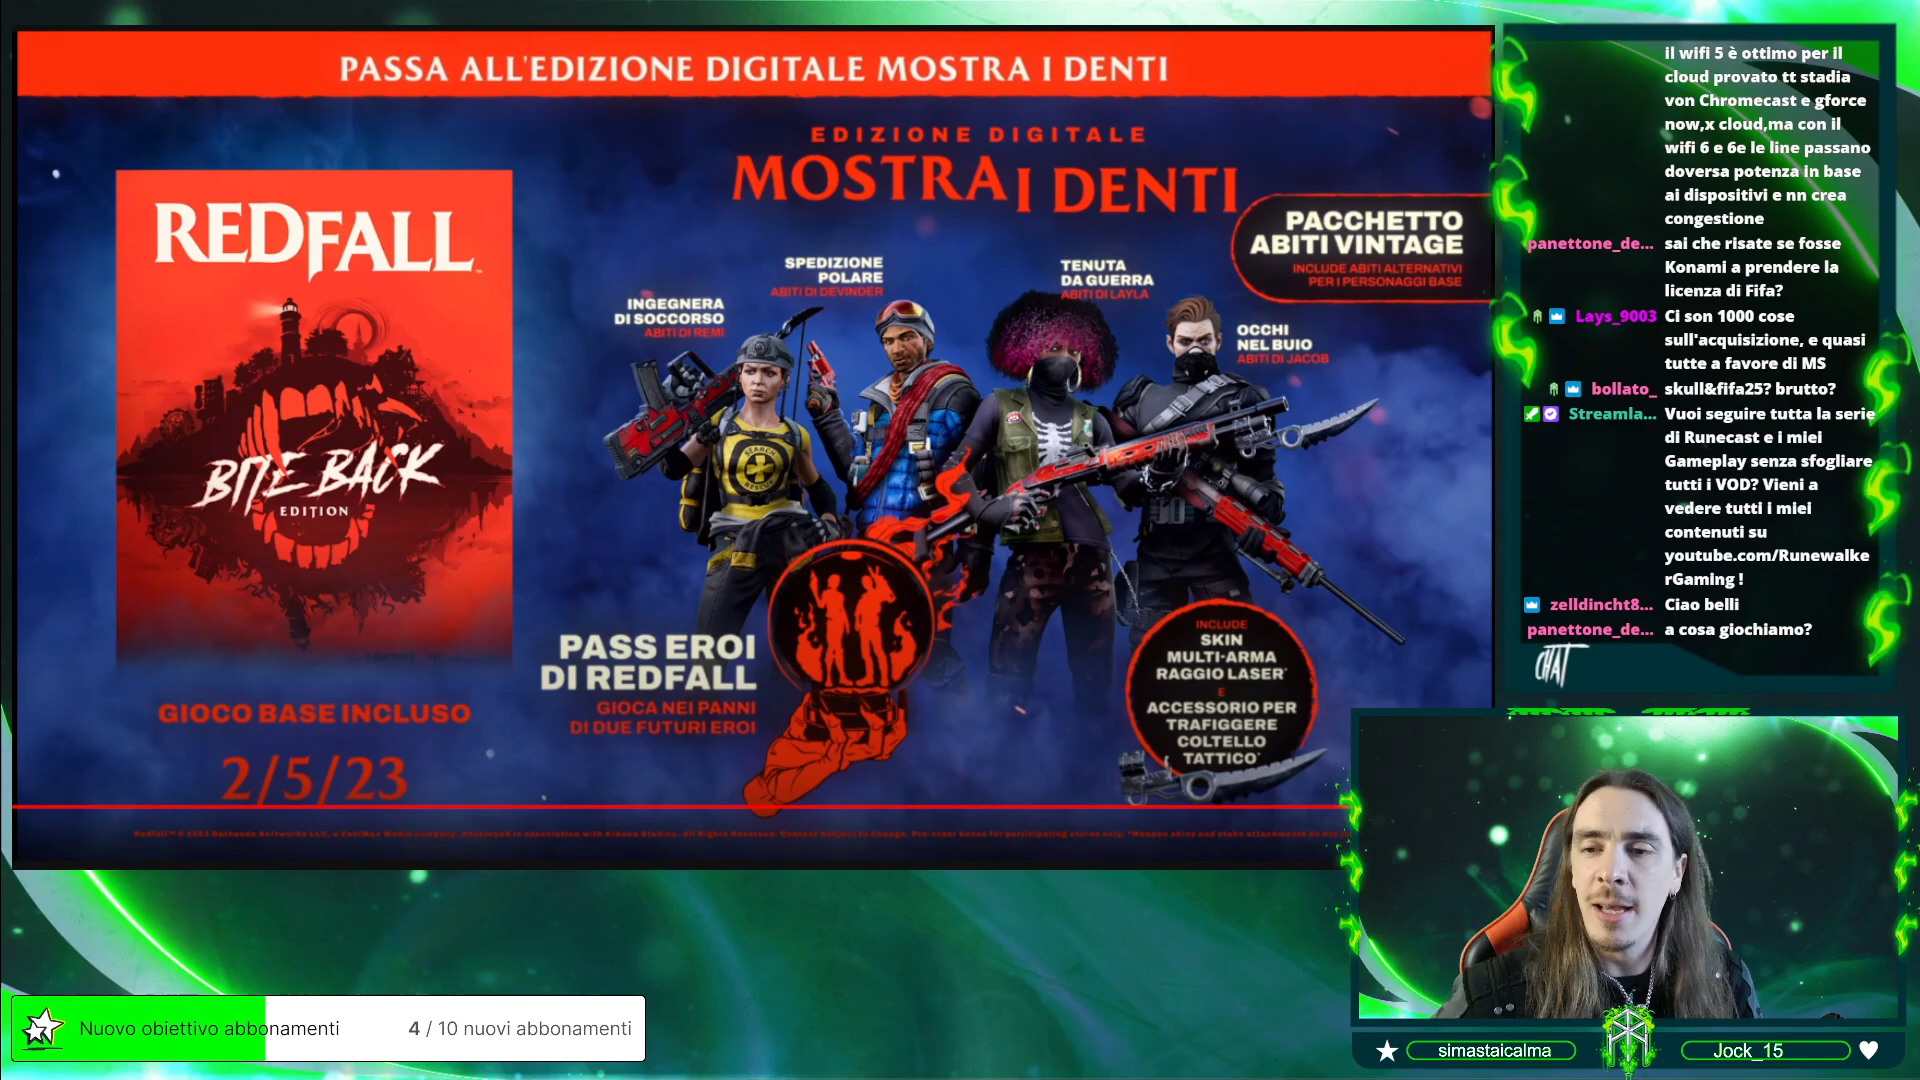 PASSA ALL'EDIZIONE DIGITALE MOSTRA I DENTI
EDIZIONE DIGITALE
MOSTRA I DENTI
REDFALL
BITE BACK
EDITION
GIOCO BASE INCLUSO
2/5/23
PACCHETTO
ABITI VINTAGE
INCLUDE ABITI ALTERNATIVI
PER I PERSONAGGI BASE
INGEGNERA
DI SOCCORSO
ABITI DI REMI
SPEDIZIONE
POLARE
ABITI DI DEVINDER
TENUTA
DA GUERRA
ABITI DI LAYLA
OCCHI
NEL BUIO
ABITI DI JACOB
SEARCH
RESCUE
PASS EROI
DI REDFALL
GIOCA NEI PANNI
DI DUE FUTURI EROI
INCLUDE
SKIN
MULTI-ARMA
RAGGIO LASER*
E
ACCESSORIO PER
TRAFIGGERE
COLTELLO
TATTICO*
il wifi 5 è ottimo per il
cloud provato tt stadia
von Chromecast e gforce
now,x cloud,ma con il
wifi 6 e 6e le line passano
doversa potenza in base
ai dispositivi e nn crea
congestione
panettone_de... sai che risate se fosse
Konami a prendere la
licenza di Fifa?
Lays_9003 Ci son 1000 cose
sull'acquisizione, e quasi
tutte a favore di MS
bollato_ skull&fifa25? brutto?
Streamla... Vuoi seguire tutta la serie
di Runecast e i miei
Gameplay senza sfogliare
tutti i VOD? Vieni a
vedere tutti i miei
contenuti su
youtube.com/Runewalke
rGaming !
zelldincht8... Ciao belli
panettone_de... a cosa giochiamo?
CHAT
Nuovo obiettivo abbonamenti 4 / 10 nuovi abbonamenti
simastaicalma
Jock_15